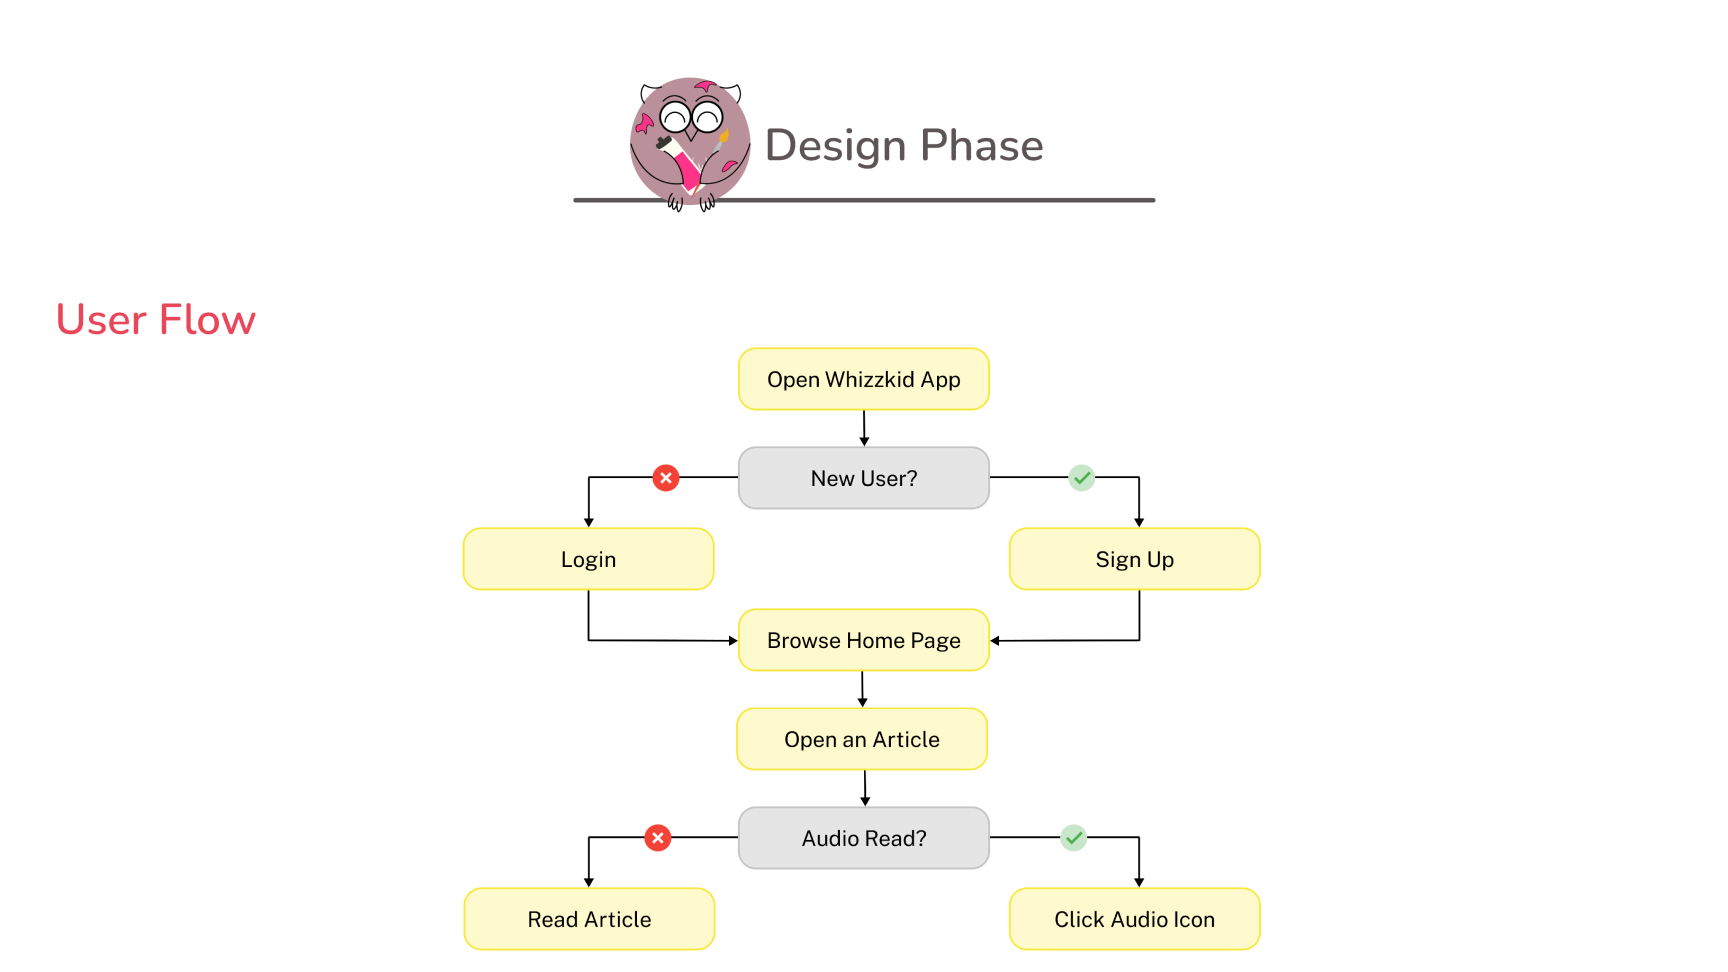 Design Phase
User Flow
Open Whizzkid App
New User?
Login
Sign Up
Browse Home Page
Open an Article
Audio Read?
Read Article
Click Audio Icon